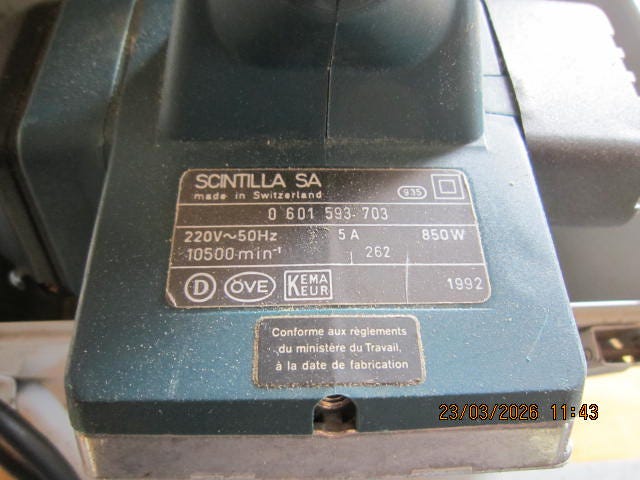 SCINTILLA SA
made in Switzerland
935
0 601 593-703
220V~50Hz 5 A 850W
10500 min⁻¹ 262
D ÖVE KEMA KEUR 1992
Conforme aux règlements
du ministère du Travail,
à la date de fabrication
23/03/2026 11:43